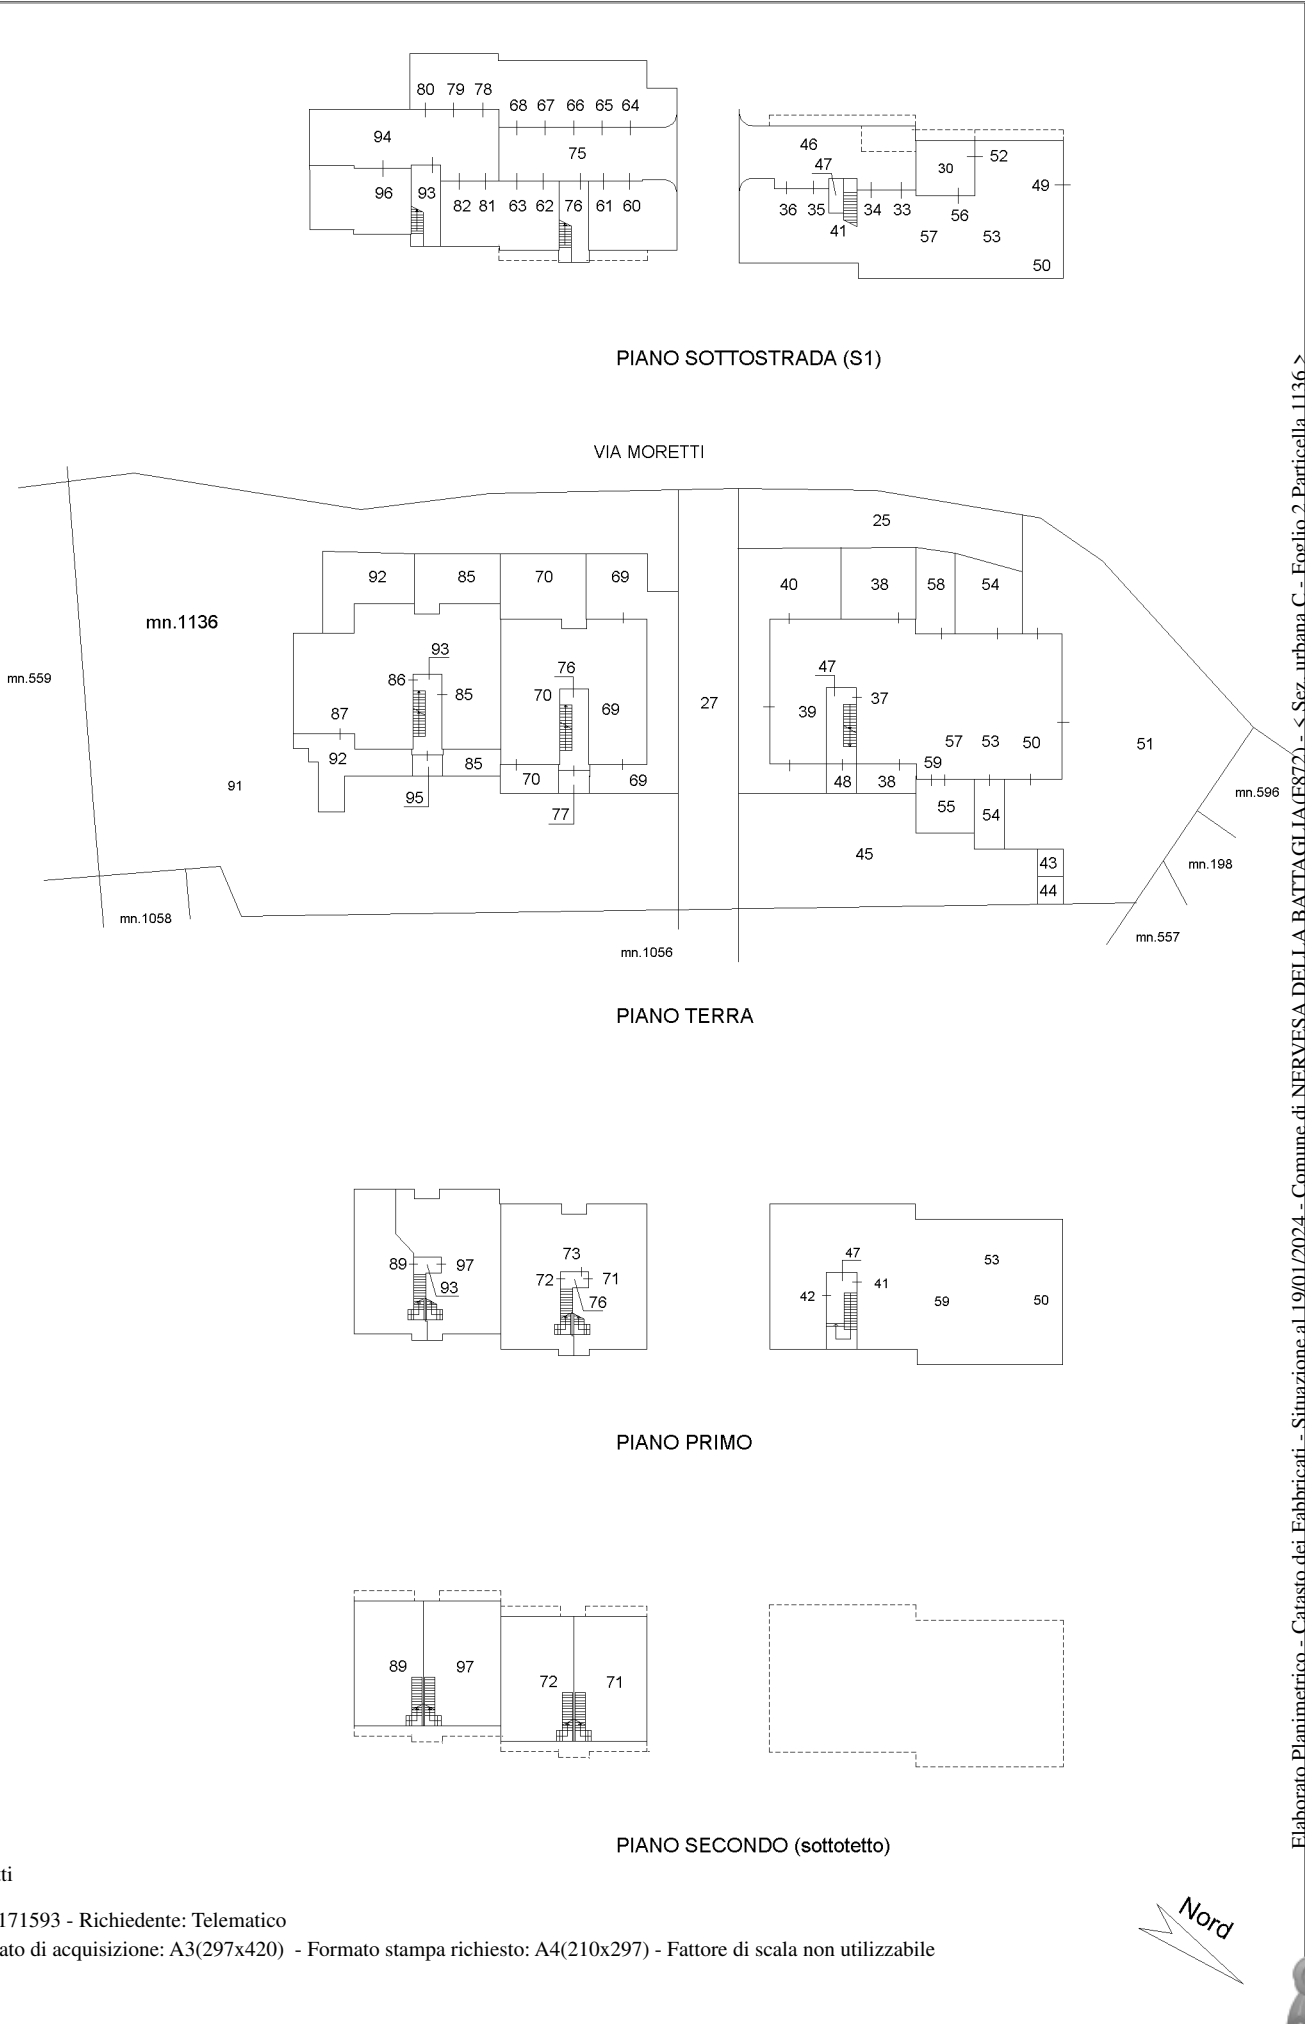 80 79 78
68 67 66 65 64
94
75
96 93
82 81 63 62 76 61 60
46
47
30
52
49
36 35 34 33
56
41
57 53
50
PIANO SOTTOSTRADA (S1)
VIA MORETTI
25
92 85 70 69
40 38 58 54
mn.1136
mn.559
93
86 85
87
92
85
95
91
76
70 69
70 69
77
27
47
37
39
57 53 50
59
48 38
55 54
51
45
43
44
mn.596
mn.198
mn.557
mn.1058
mn.1056
PIANO TERRA
89 97
93
73
72 71
76
47
42 41
53
59 50
PIANO PRIMO
89 97
72 71
PIANO SECONDO (sottotetto)
tti
171593 - Richiedente: Telematico
ato di acquisizione: A3(297x420) - Formato stampa richiesto: A4(210x297) - Fattore di scala non utilizzabile
Nord
Elaborato Planimetrico - Catasto dei Fabbricati - Situazione al 19/01/2024 - Comune di NERVESA DELLA BATTAGLIA(F872) - < Sez. urbana C - Foglio 2 Particella 1136 >